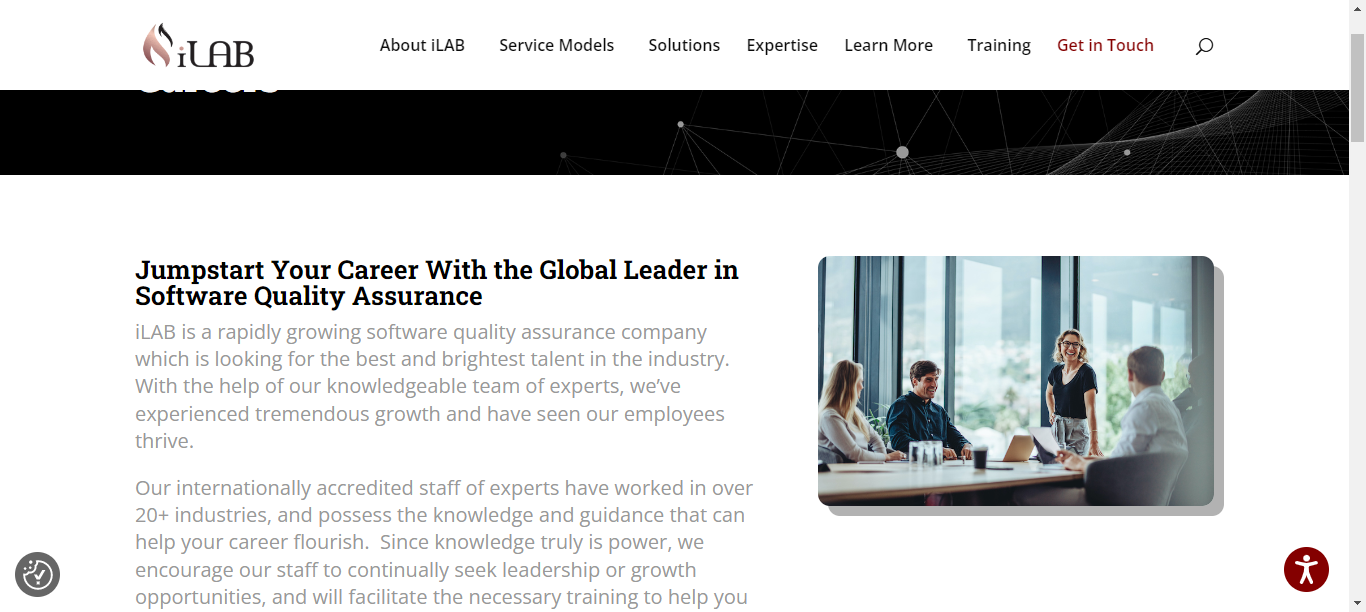 iLAB
About iLAB Service Models Solutions Expertise Learn More Training Get in Touch
Careers
Jumpstart Your Career With the Global Leader in
Software Quality Assurance
iLAB is a rapidly growing software quality assurance company
which is looking for the best and brightest talent in the industry.
With the help of our knowledgeable team of experts, we’ve
experienced tremendous growth and have seen our employees
thrive.
Our internationally accredited staff of experts have worked in over
20+ industries, and possess the knowledge and guidance that can
help your career flourish.  Since knowledge truly is power, we
encourage our staff to continually seek leadership or growth
opportunities, and will facilitate the necessary training to help you